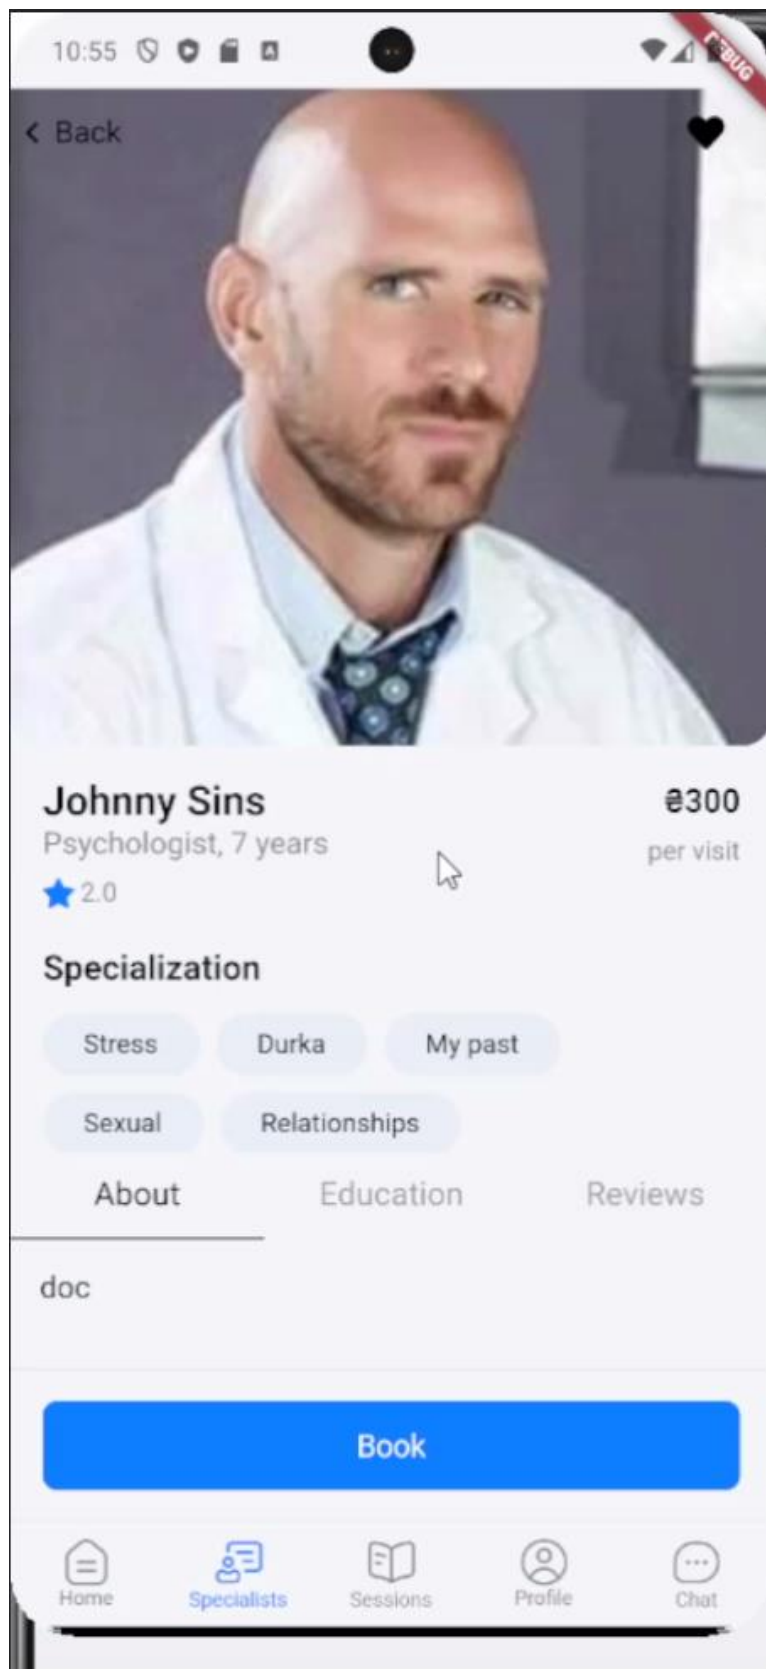 10:55
DEBUG
Back
Johnny Sins
₴300
Psychologist, 7 years
per visit
2.0
Specialization
Stress Durka My past
Sexual Relationships
About Education Reviews
doc
Book
Home Specialists Sessions Profile Chat